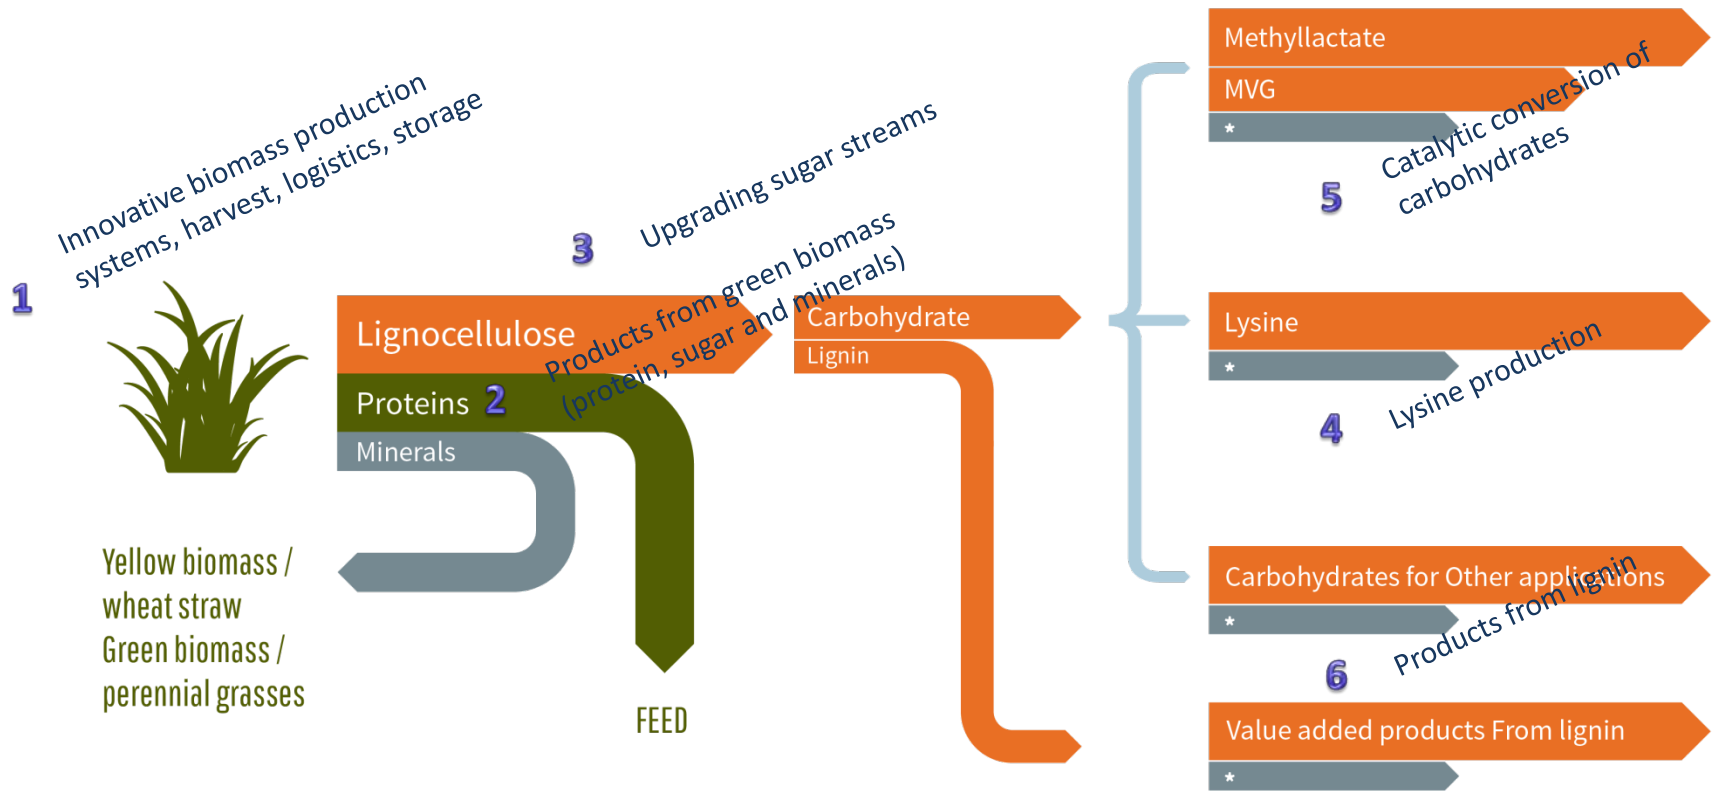 Innovative biomass production
systems, harvest, logistics, storage
1
Yellow biomass /
wheat straw
Green biomass /
perennial grasses
3
Upgrading sugar streams
Products from green biomass
(protein, sugar and minerals)
Lignocellulose
Proteins
2
Minerals
FEED
Carbohydrate
Lignin
Methyllactate
MVG
*
5
Catalytic conversion of
carbohydrates
Lysine
*
4
Lysine production
Carbohydrates for Other applications
*
6
Products from lignin
Value added products From lignin
*